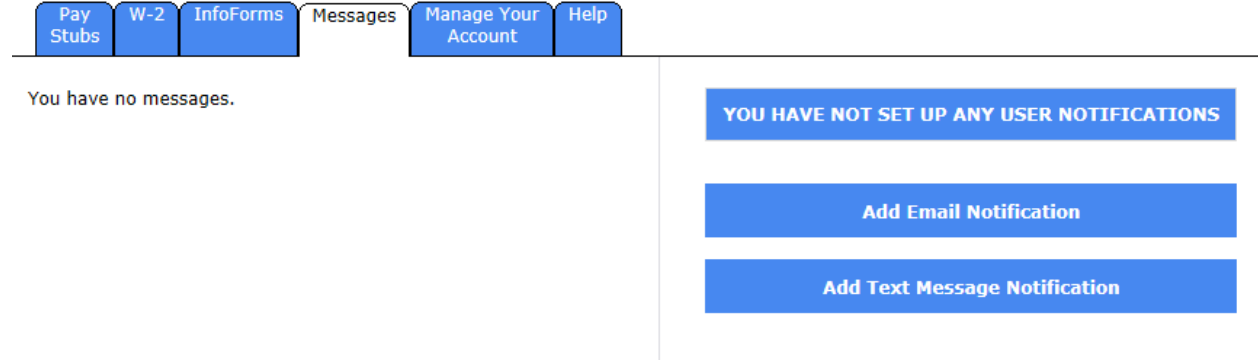 Pay Stubs
W-2
InfoForms
Messages
Manage Your Account
Help
You have no messages.
YOU HAVE NOT SET UP ANY USER NOTIFICATIONS
Add Email Notification
Add Text Message Notification